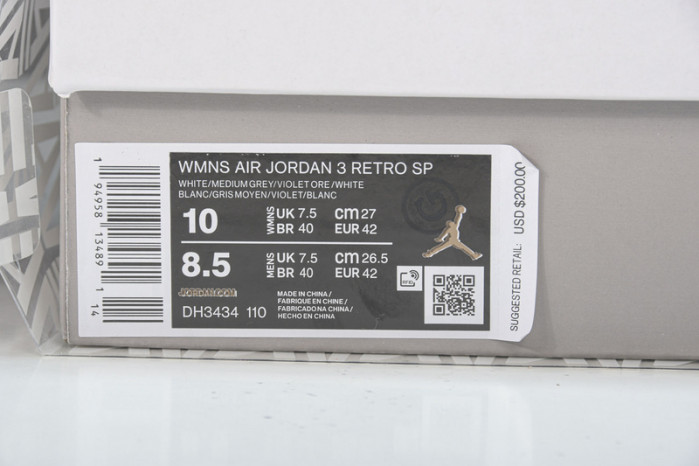 WMNS AIR JORDAN 3 RETRO SP
WHITE/MEDIUM GREY/VIOLET ORE/WHITE
BLANC/GRIS MOYEN/VIOLET/BLANC
10 WMNS UK 7.5 cm 27
BR 40 EUR 42
8.5 MENS UK 7.5 cm 26.5
BR 40 EUR 42
JORDAN.COM
DH3434 110
MADE IN CHINA/
FABRIQUE EN CHINE/
FABRICADO NA CHINA/
HECHO EN CHINA
RFID
1 94958 13489 1 14
SUGGESTED RETAIL: USD $200.00